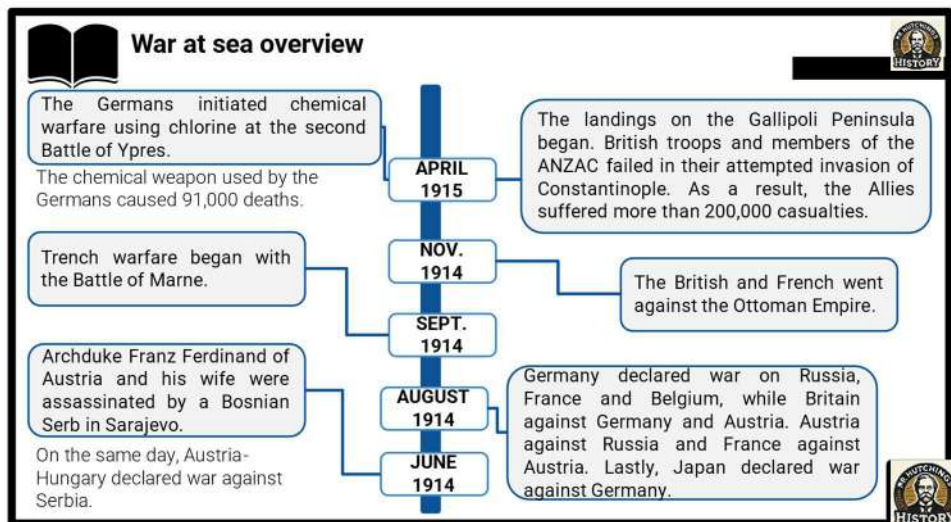 War at sea overview
MR HUTCHINGS
HISTORY
The Germans initiated chemical
warfare using chlorine at the second
Battle of Ypres.
The chemical weapon used by the
Germans caused 91,000 deaths.
APRIL
1915
The landings on the Gallipoli Peninsula
began. British troops and members of the
ANZAC failed in their attempted invasion of
Constantinople. As a result, the Allies
suffered more than 200,000 casualties.
Trench warfare began with
the Battle of Marne.
NOV.
1914
The British and French went
against the Ottoman Empire.
SEPT.
1914
Archduke Franz Ferdinand of
Austria and his wife were
assassinated by a Bosnian
Serb in Sarajevo.
On the same day, Austria-
Hungary declared war against
Serbia.
AUGUST
1914
Germany declared war on Russia,
France and Belgium, while Britain
against Germany and Austria. Austria
against Russia and France against
Austria. Lastly, Japan declared war
against Germany.
JUNE
1914
MR HUTCHINGS
HISTORY